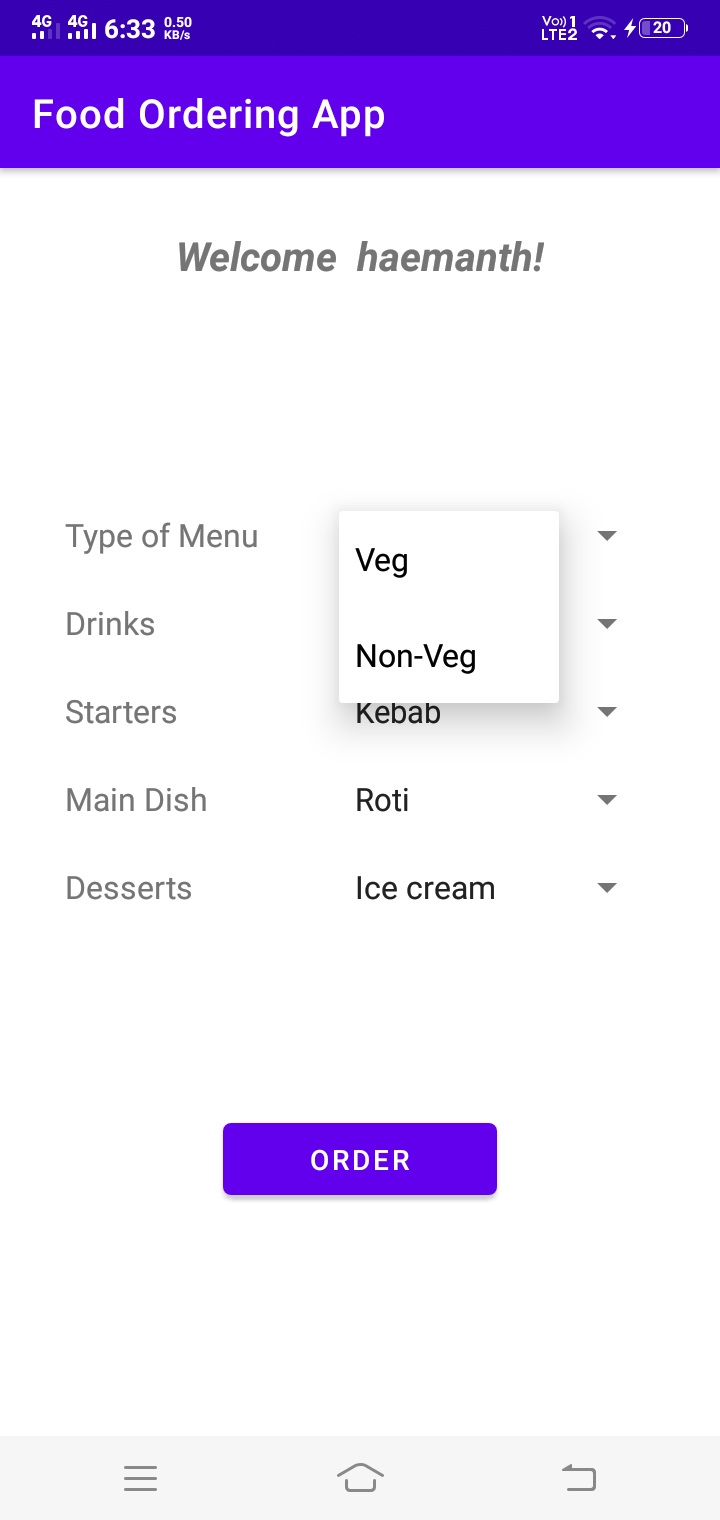 4G 4G 6:33 0.50 KB/s Vo)) 1 LTE2 20
Food Ordering App
Welcome haemanth!
Type of Menu
Veg
Drinks
Non-Veg
Starters Kebab
Main Dish Roti
Desserts Ice cream
ORDER